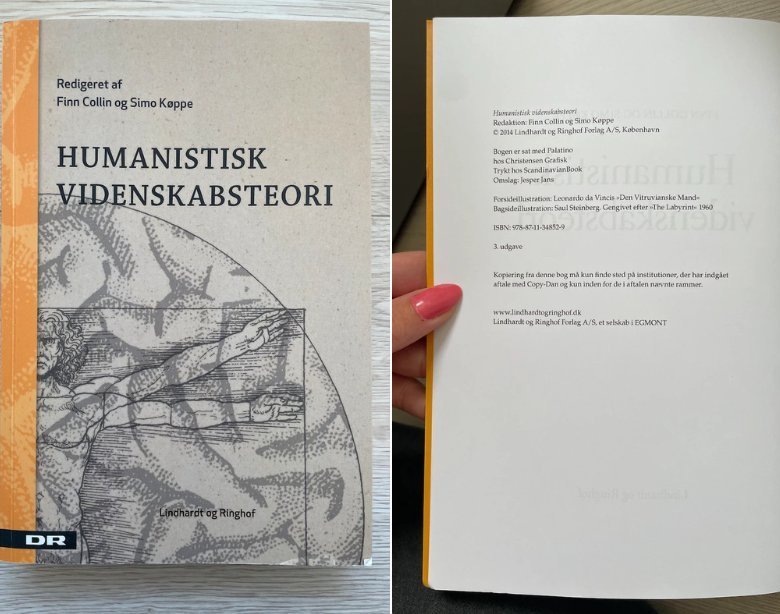 Redigeret af
Finn Collin og Simo Køppe
HUMANISTISK
VIDENSKABSTEORI
Lindhardt og Ringhof
DR
Humanistisk videnskabsteori
Redaktion: Finn Collin og Simo Køppe
© 2014 Lindhardt og Ringhof Forlag A/S, København
Bogen er sat med Palatino
hos Christensen Grafisk
Trykt hos ScandinavianBook
Omslag: Jesper Jans
Forsideillustration: Leonardo da Vincis »Den Vitruvianske Mand«
Bagsideillustration: Saul Steinberg. Gengivet efter »The Labyrint« 1960
ISBN: 978-87-11-34852-9
3. udgave
Kopiering fra denne bog må kun finde sted på institutioner, der har indgået
aftale med Copy-Dan og kun inden for de i aftalen nævnte rammer.
www.lindhardtogringhof.dk
Lindhardt og Ringhof Forlag A/S, et selskab i EGMONT